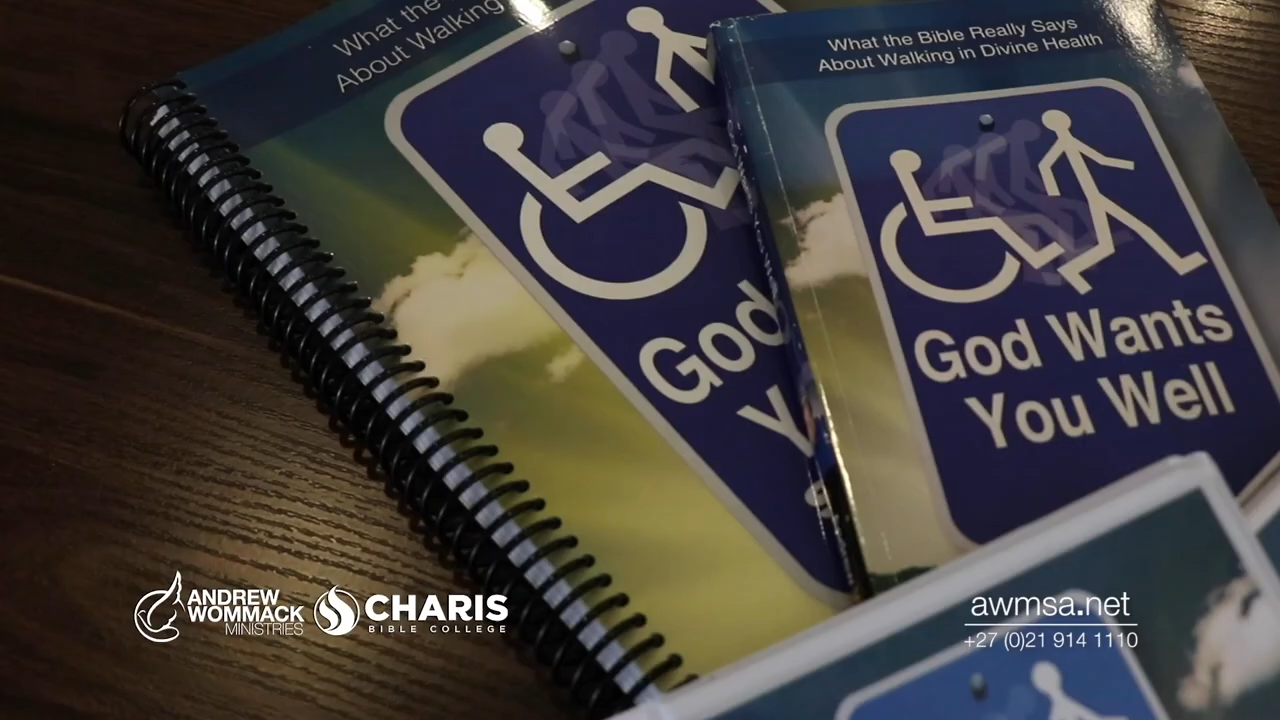 What the
About Walking
God
Y
What the Bible Really Says
About Walking in Divine Health
God Wants
You Well
ANDREW
WOMMACK
MINISTRIES
CHARIS
BIBLE COLLEGE
awmsa.net
+27 (0)21 914 1110